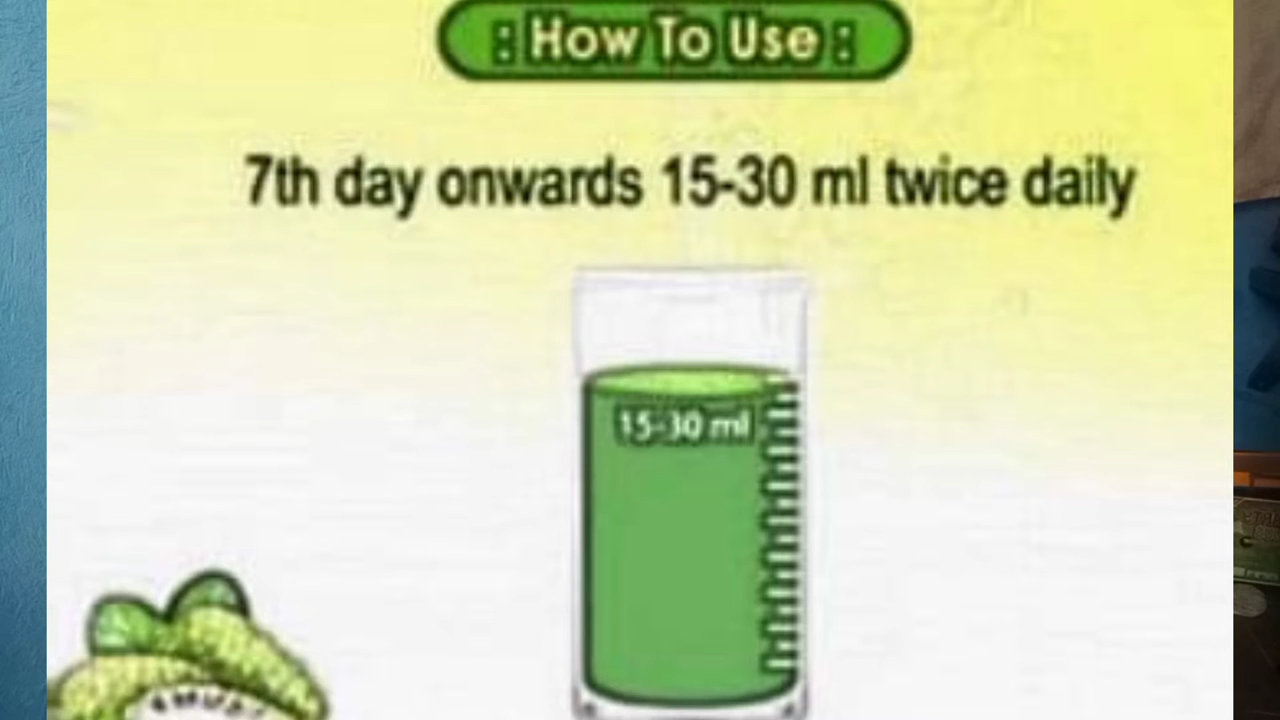 : How To Use :
7th day onwards 15-30 ml twice daily
15-30 ml